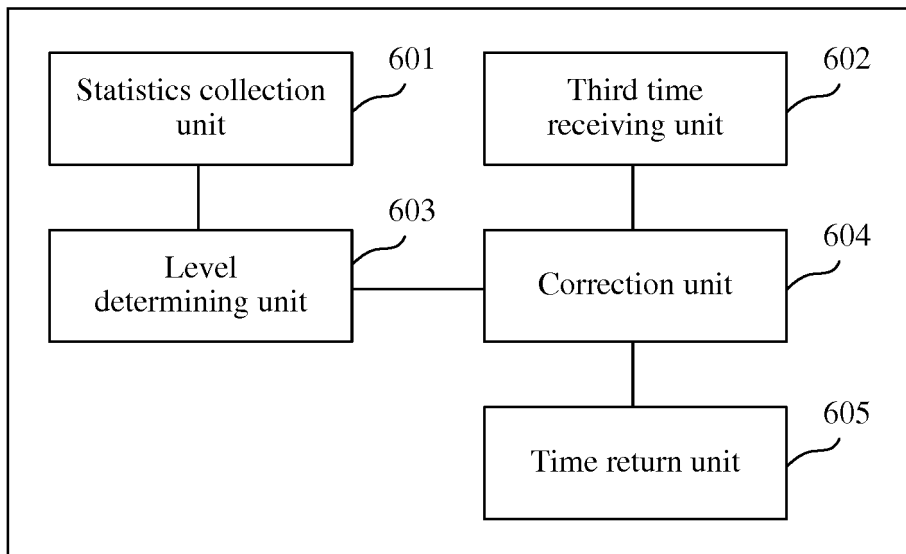 Statistics collection
unit
601
Third time
receiving unit
602
Level
determining unit
603
Correction unit
604
Time return unit
605